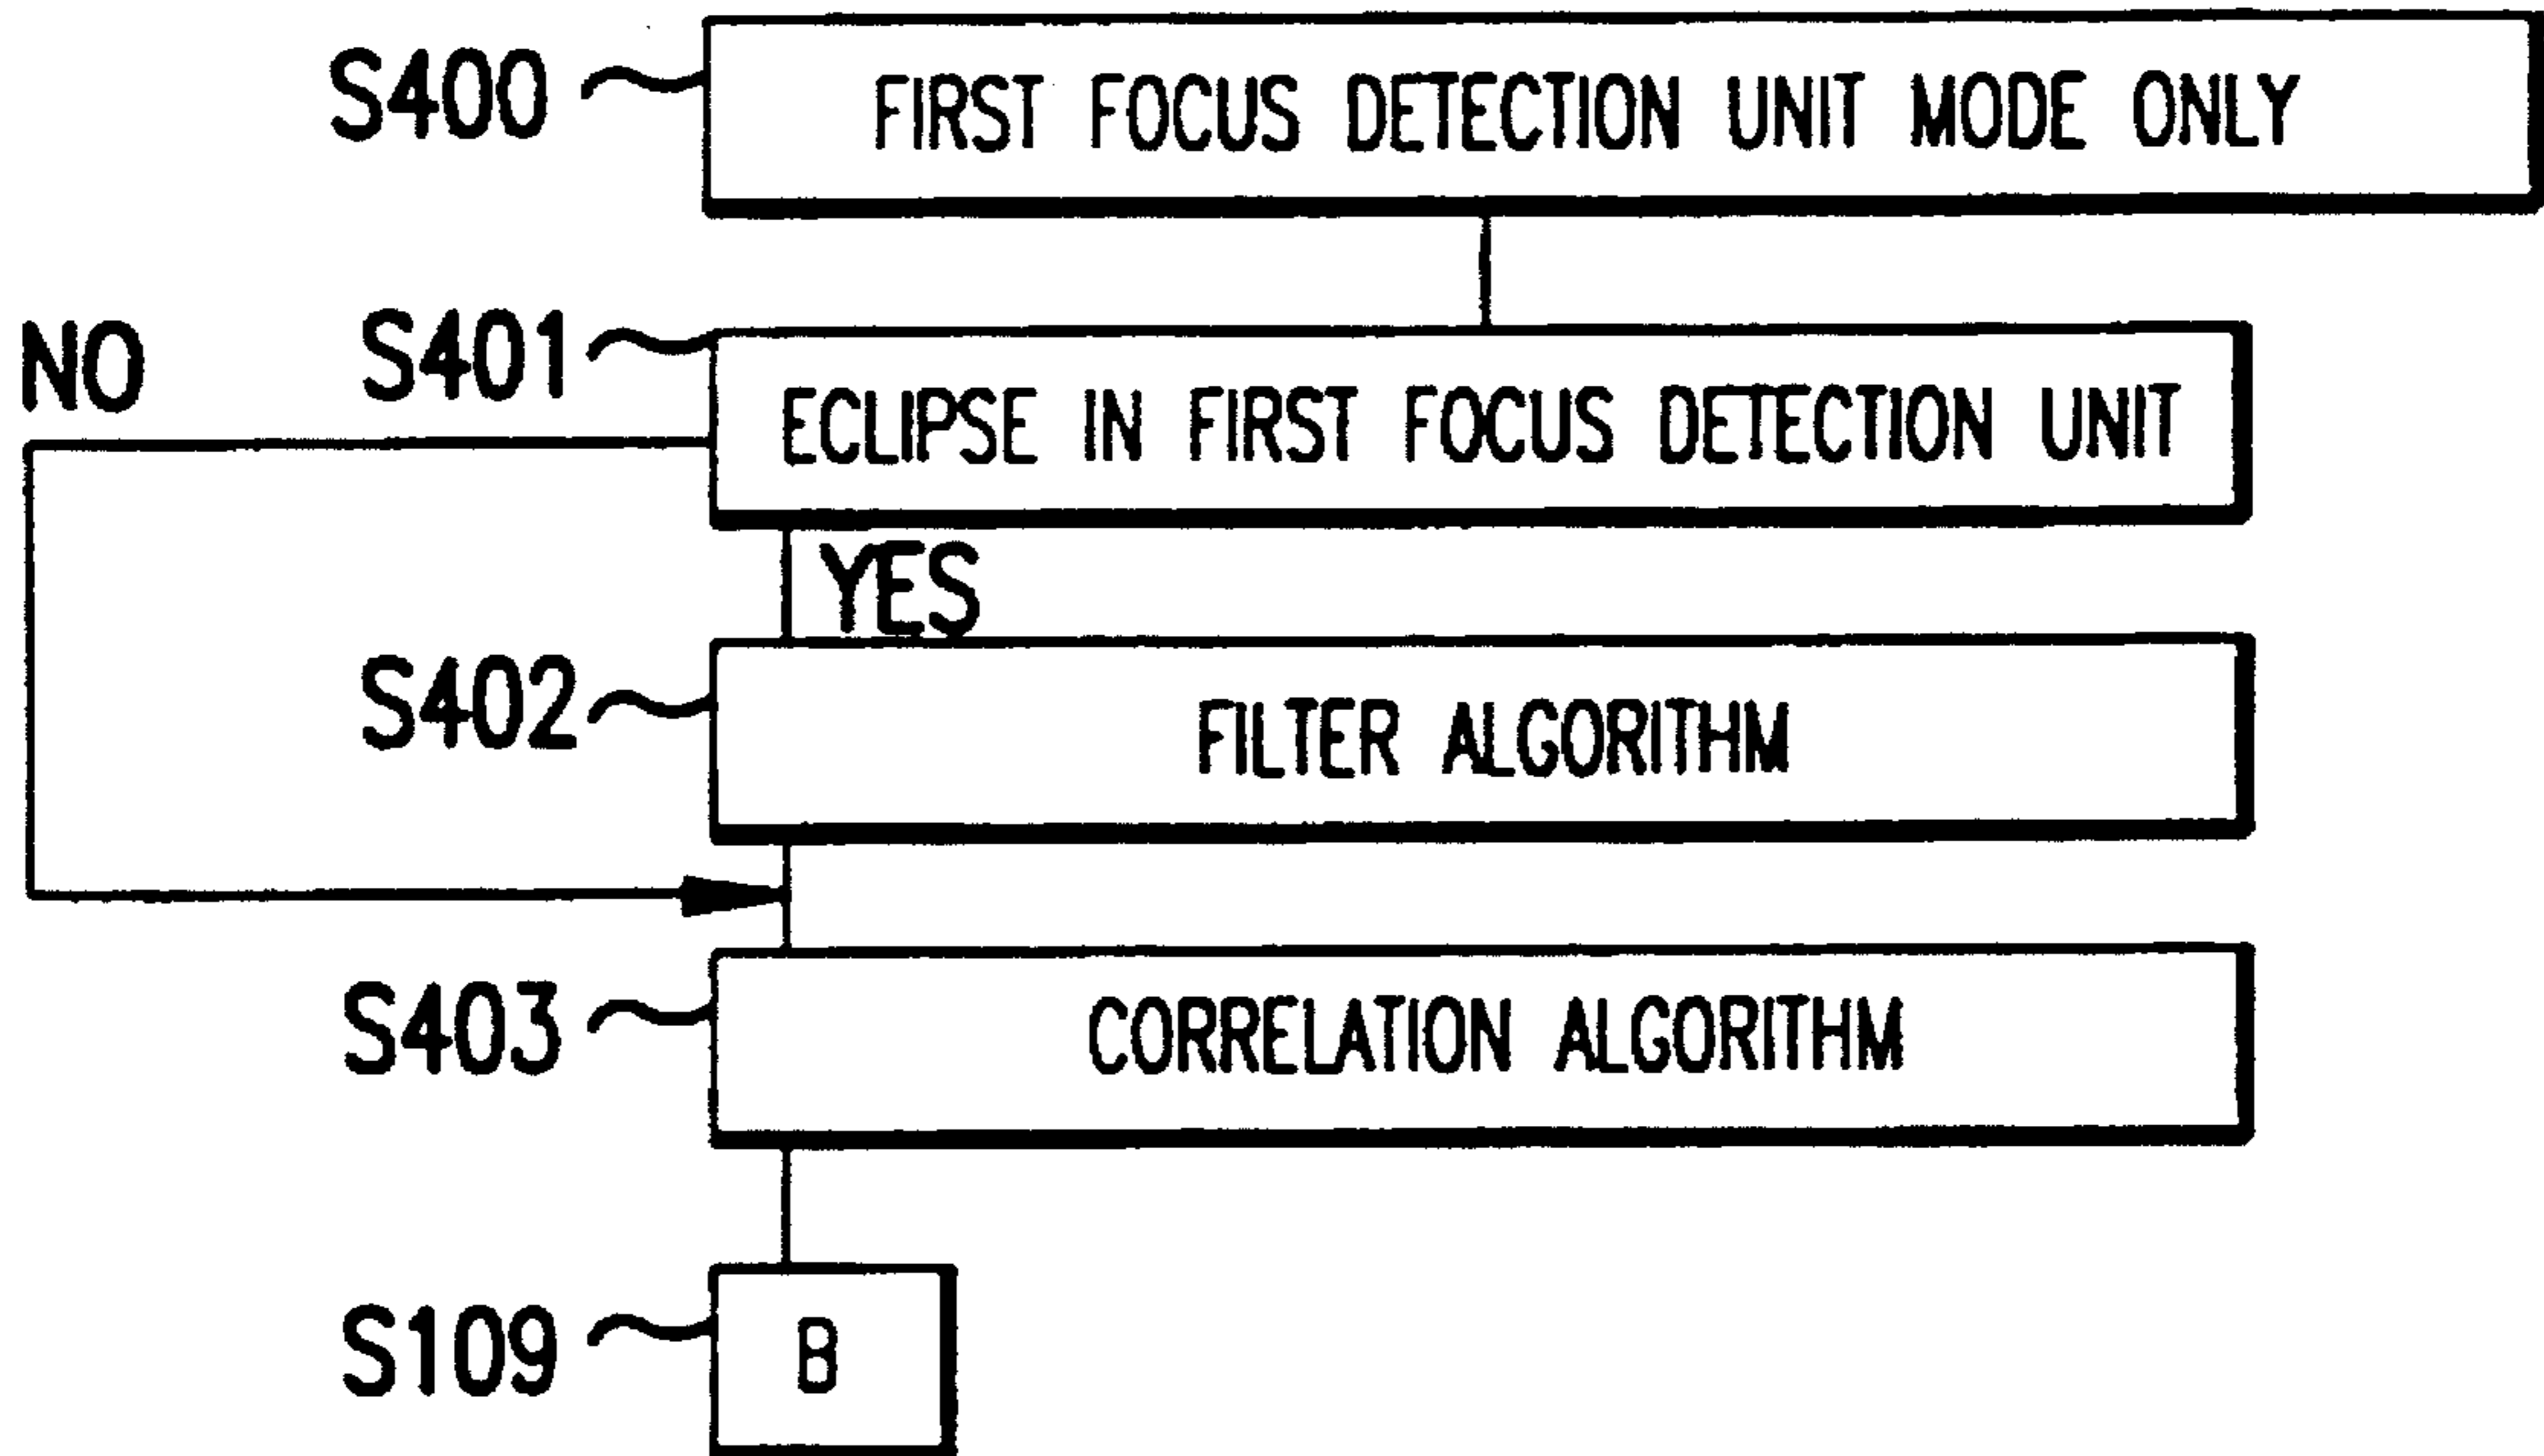 S400 FIRST FOCUS DETECTION UNIT MODE ONLY
NO S401 ECLIPSE IN FIRST FOCUS DETECTION UNIT
YES
S402 FILTER ALGORITHM
S403 CORRELATION ALGORITHM
S109 B